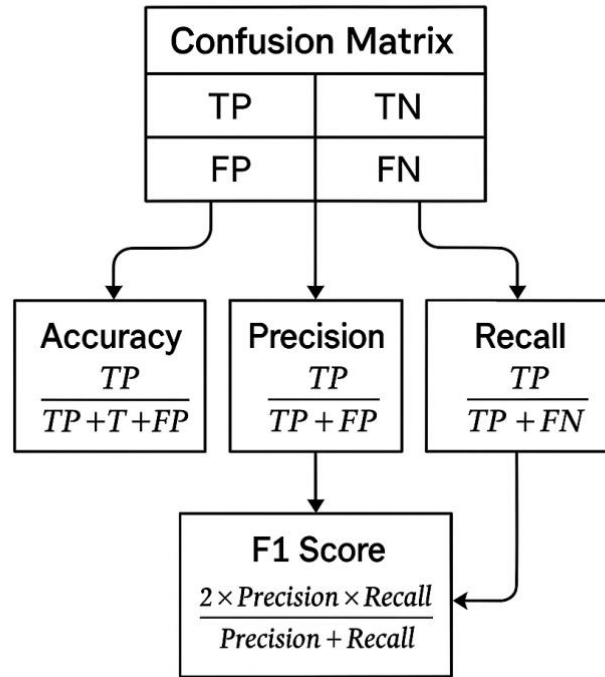 Confusion Matrix
TP TN
FP FN
Accuracy
TP
TP+T+FP
Precision
TP
TP+FP
Recall
TP
TP+FN
F1 Score
2×Precision×Recall
Precision+Recall